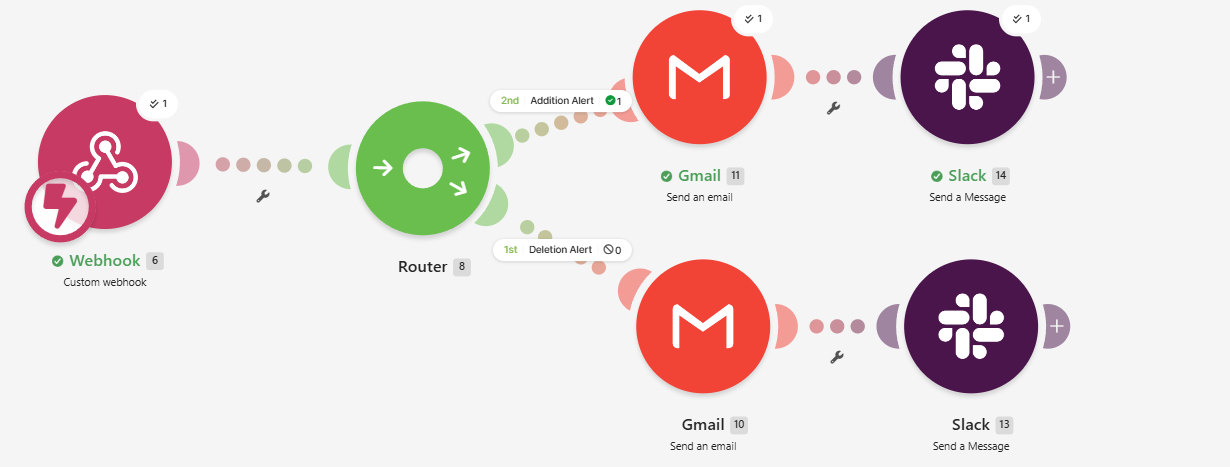 1
1
1
2nd Addition Alert 1
Gmail 11
Send an email
Slack 14
Send a Message
1st Deletion Alert 0
Webhook 6
Custom webhook
Router 8
Gmail 10
Send an email
Slack 13
Send a Message